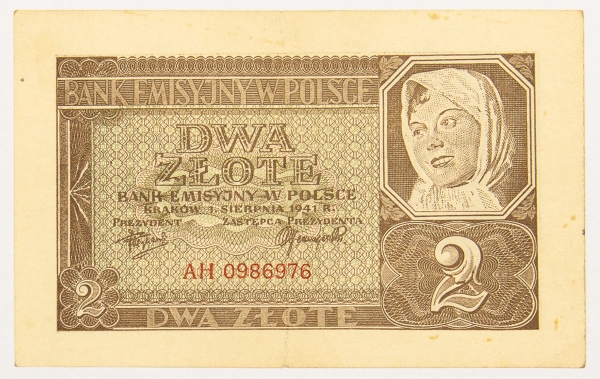 BANK EMISYJNY W POLSCE
DWA
ZŁOTE
BANK EMISYJNY W POLSCE
KRAKÓW 1. SIERPNIA 1941 R.
PREZYDENT ZASTĘPCA PREZYDENTA
AH 0986976
2 2
DWA ZŁOTE